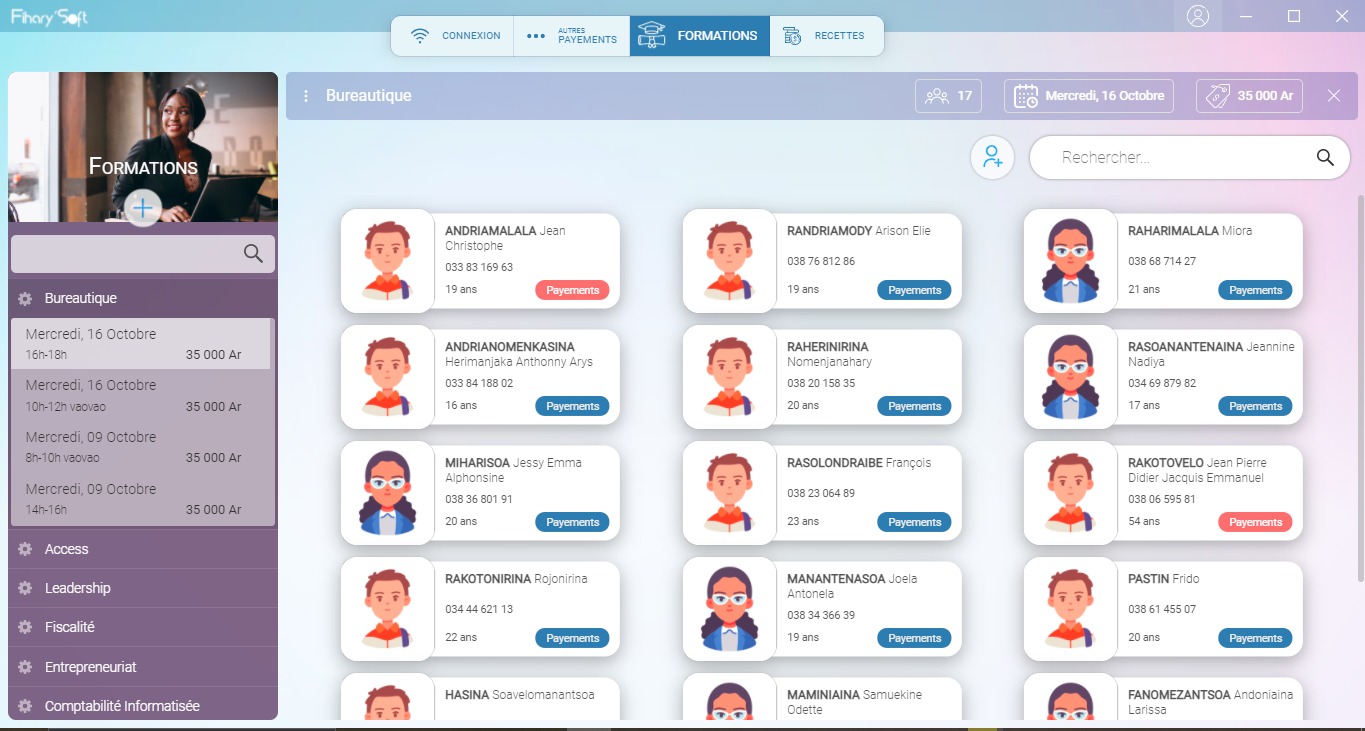 Fihary'Soft
CONNEXION
AUTRES
PAYEMENTS
FORMATIONS
RECETTES
FORMATIONS
Bureautique
Mercredi, 16 Octobre
16h-18h 35 000 Ar
Mercredi, 16 Octobre
10h-12h vaovao 35 000 Ar
Mercredi, 09 Octobre
8h-10h vaovao 35 000 Ar
Mercredi, 09 Octobre
14h-16h 35 000 Ar
Access
Leadership
Fiscalité
Entrepreneuriat
Comptabilité Informatisée
Bureautique
17
Mercredi, 16 Octobre
35 000 Ar
Rechercher...
ANDRIAMALALA Jean
Christophe
033 83 169 63
19 ans Payements
RANDRIAMODY Arison Elie
038 76 812 86
19 ans Payements
RAHARIMALALA Miora
038 68 714 27
21 ans Payements
ANDRIANOMENKASINA
Herimanjaka Anthonny Arys
033 84 188 02
16 ans Payements
RAHERINIRINA
Nomenjanahary
038 20 158 35
20 ans Payements
RASOANANTENAINA Jeannine
Nadiya
034 69 879 82
17 ans Payements
MIHARISOA Jessy Emma
Alphonsine
038 36 801 91
20 ans Payements
RASOLONDRAIBE François
038 23 064 89
23 ans Payements
RAKOTOVELO Jean Pierre
Didier Jacquis Emmanuel
038 06 595 81
54 ans Payements
RAKOTONIRINA Rojonirina
034 44 621 13
22 ans Payements
MANANTENASOA Joela
Antonela
038 34 366 39
19 ans Payements
PASTIN Frido
038 61 455 07
20 ans Payements
HASINA Soavelomanantsoa
MAMINIAINA Samuekine
Odette
FANOMEZANTSOA Andoniaina
Larissa